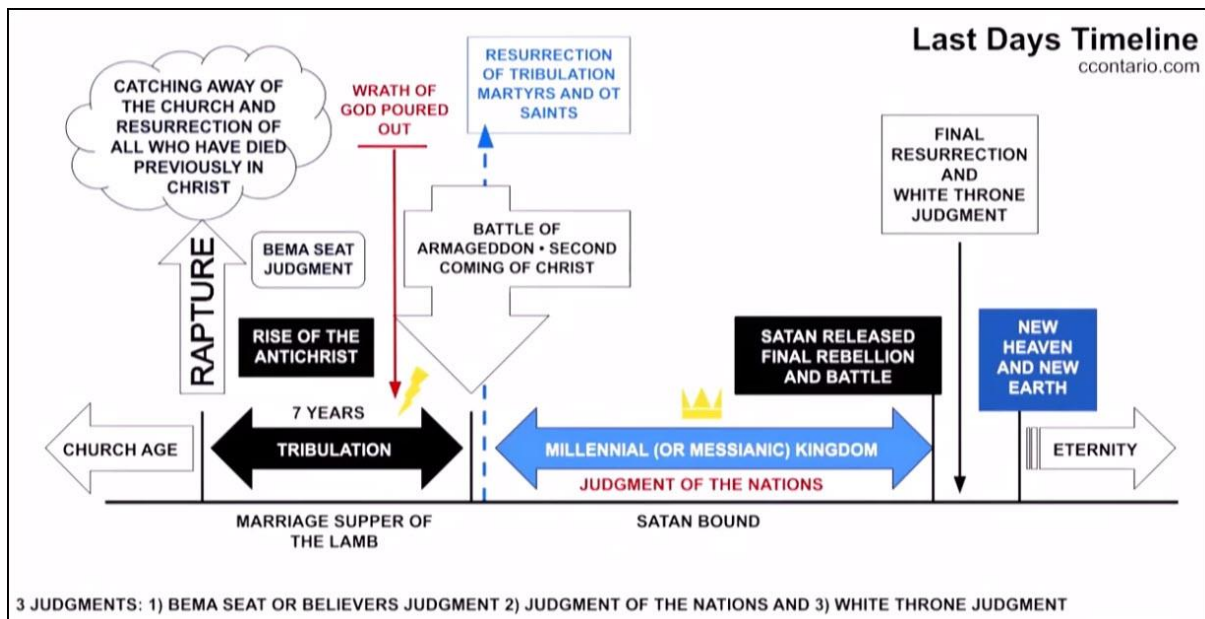 Last Days Timeline
ccontario.com
CATCHING AWAY OF
THE CHURCH AND
RESURRECTION OF
ALL WHO HAVE DIED
PREVIOUSLY IN
CHRIST
WRATH OF
GOD POURED
OUT
RESURRECTION
OF TRIBULATION
MARTYRS AND OT
SAINTS
FINAL
RESURRECTION
AND
WHITE THRONE
JUDGMENT
RAPTURE
BEMA SEAT
JUDGMENT
BATTLE OF
ARMAGEDDON • SECOND
COMING OF CHRIST
RISE OF THE
ANTICHRIST
SATAN RELEASED
FINAL REBELLION
AND BATTLE
NEW
HEAVEN
AND NEW
EARTH
CHURCH AGE
7 YEARS
TRIBULATION
MILLENNIAL (OR MESSIANIC) KINGDOM
ETERNITY
JUDGMENT OF THE NATIONS
MARRIAGE SUPPER OF
THE LAMB
SATAN BOUND
3 JUDGMENTS: 1) BEMA SEAT OR BELIEVERS JUDGMENT 2) JUDGMENT OF THE NATIONS AND 3) WHITE THRONE JUDGMENT